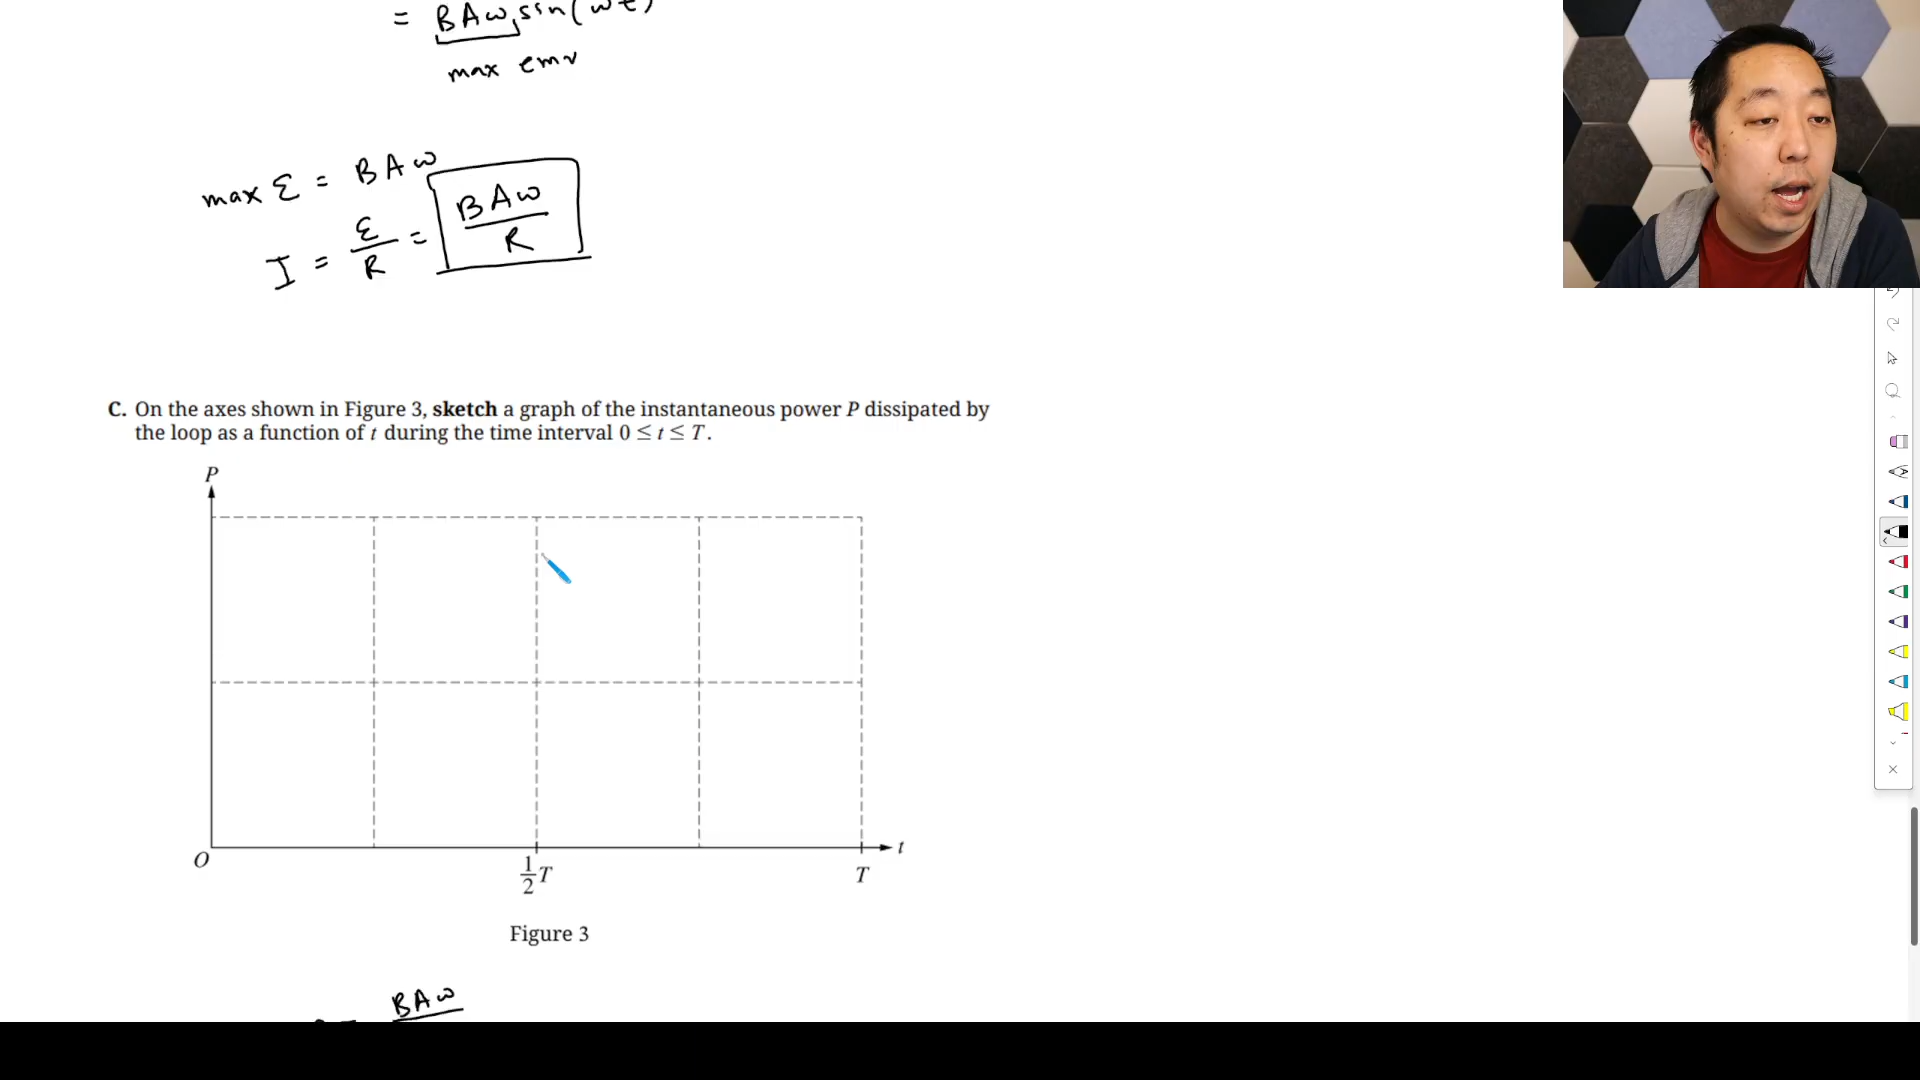 = BAω sin(ωt)
max emf
max Ɛ = BAω
I = Ɛ/R = BAω/R
C. On the axes shown in Figure 3, sketch a graph of the instantaneous power P dissipated by
the loop as a function of t during the time interval 0 ≤ t ≤ T.
P
O
1/2 T
T
t
Figure 3
BAω